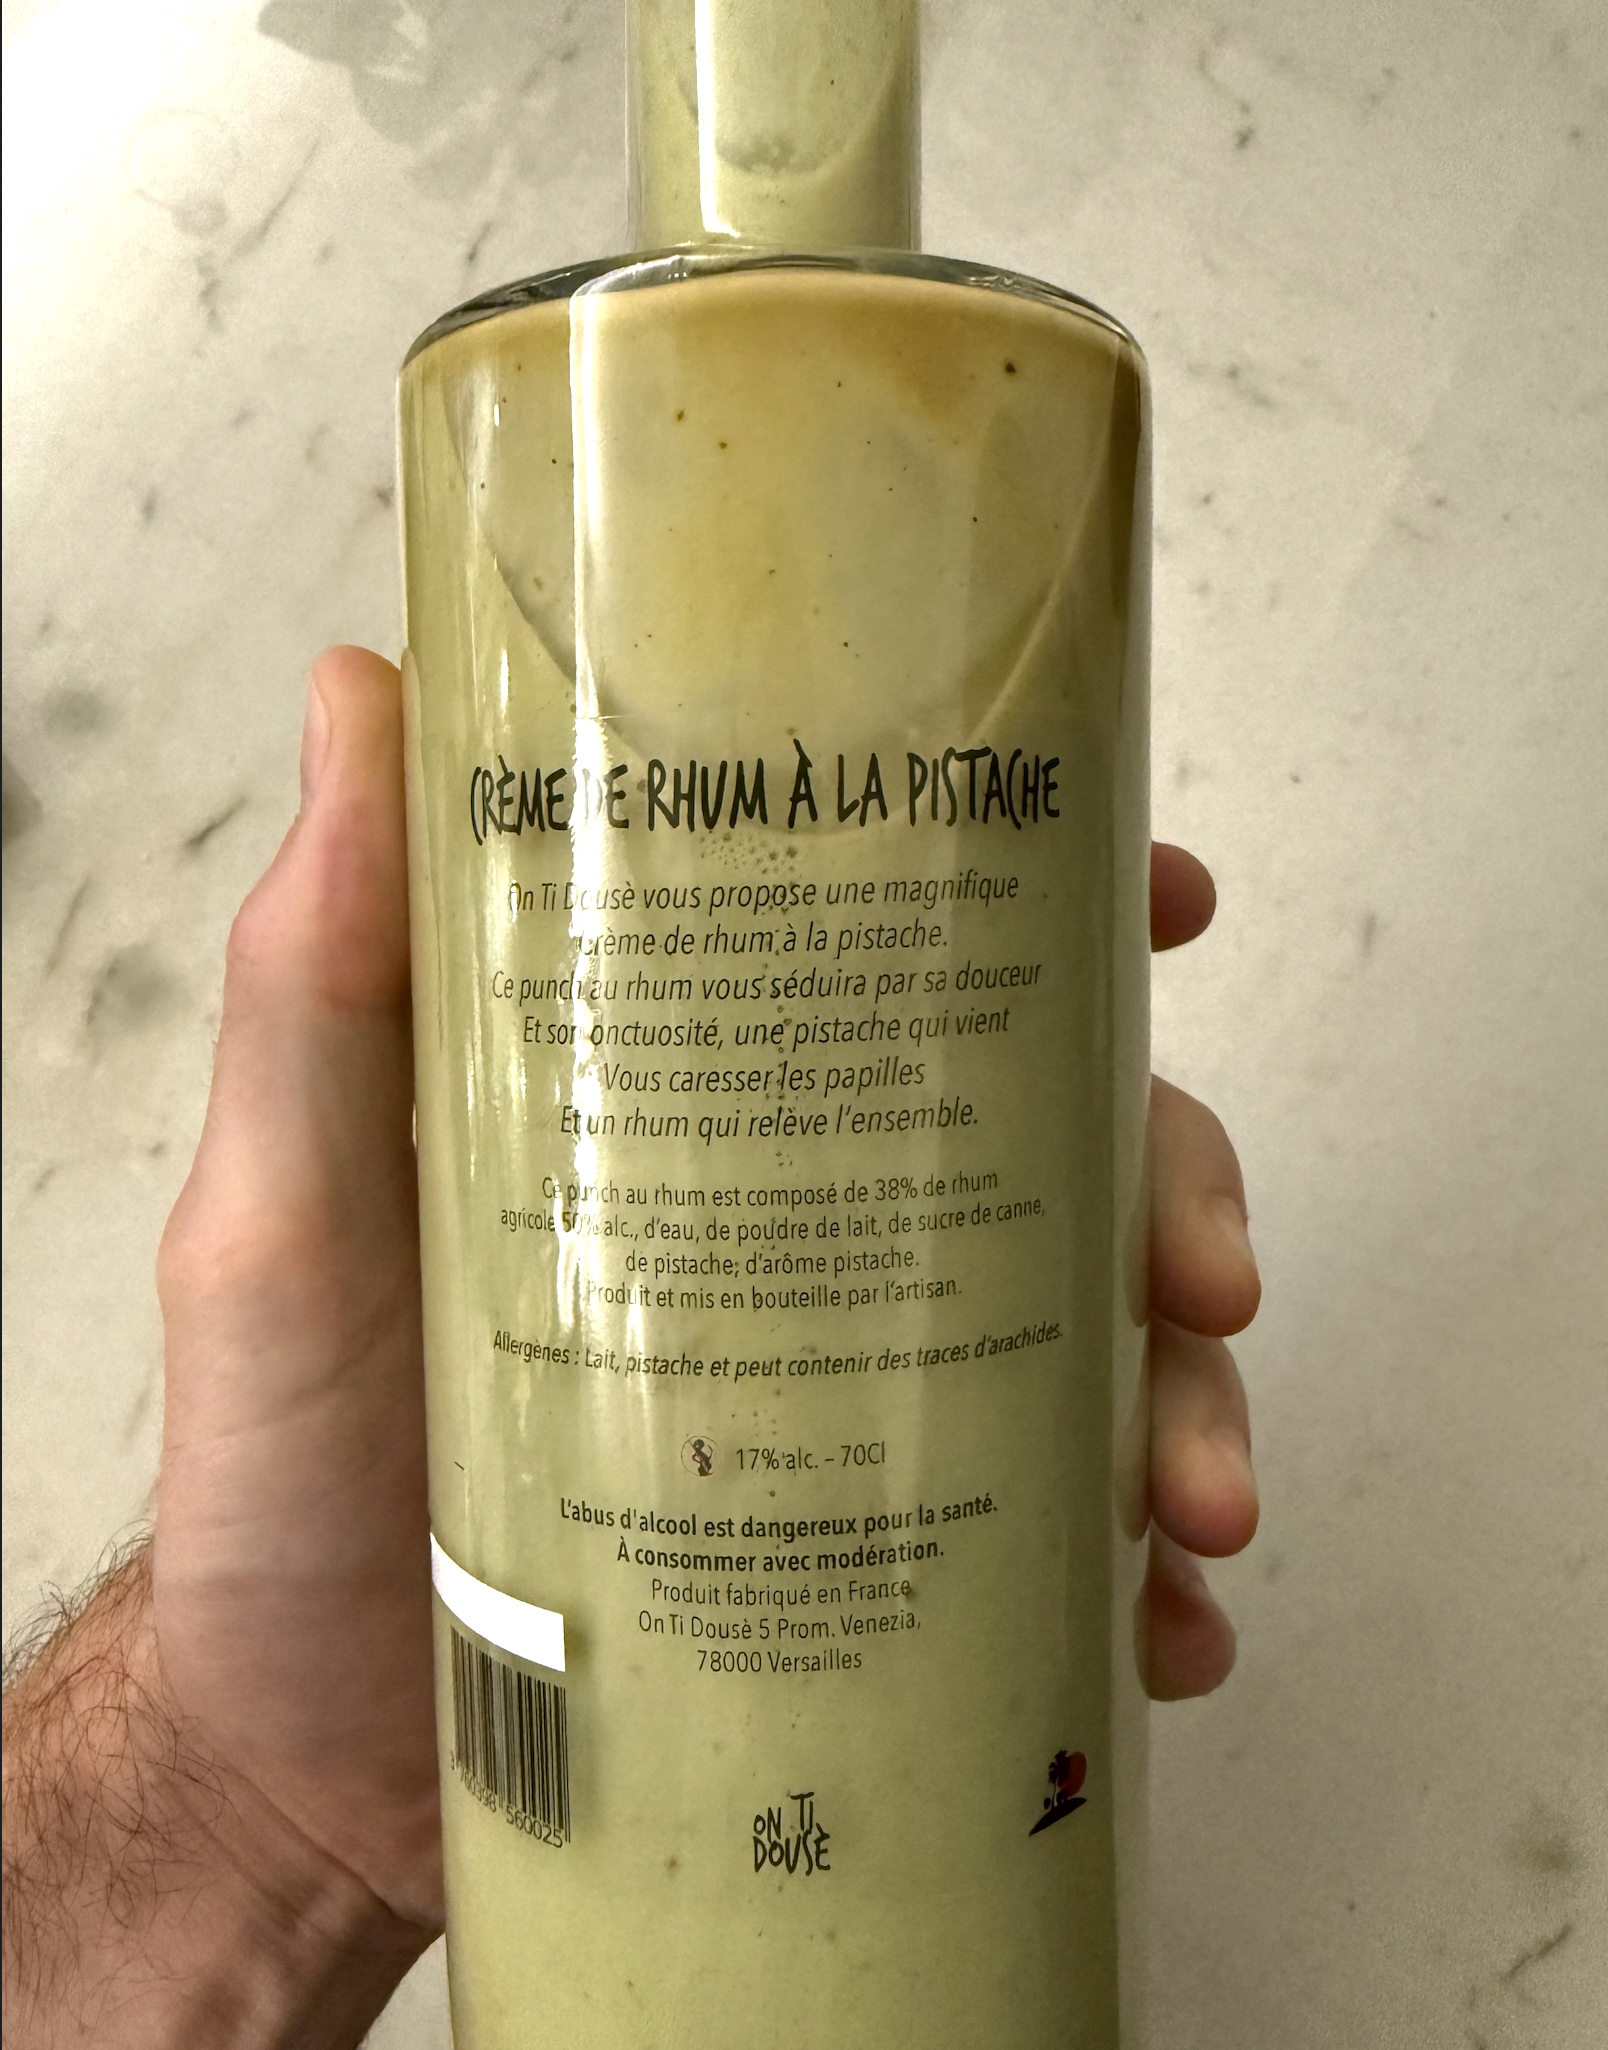 CRÈME DE RHUM À LA PISTACHE
On Ti Dousè vous propose une magnifique
Crème de rhum à la pistache.
Ce punch au rhum vous séduira par sa douceur
Et son onctuosité, une pistache qui vient
Vous caresser les papilles
Et un rhum qui relève l'ensemble.
Ce punch au rhum est composé de 38% de rhum
agricole 50% alc., d'eau, de poudre de lait, de sucre de canne,
de pistache, d'arôme pistache.
Produit et mis en bouteille par l'artisan.
Allergènes : Lait, pistache et peut contenir des traces d'arachides.
17% alc. – 70Cl
L'abus d'alcool est dangereux pour la santé.
À consommer avec modération.
Produit fabriqué en France
On Ti Dousè 5 Prom. Venezia,
78000 Versailles
3 760398 560025
ON TI
DOUSÈ